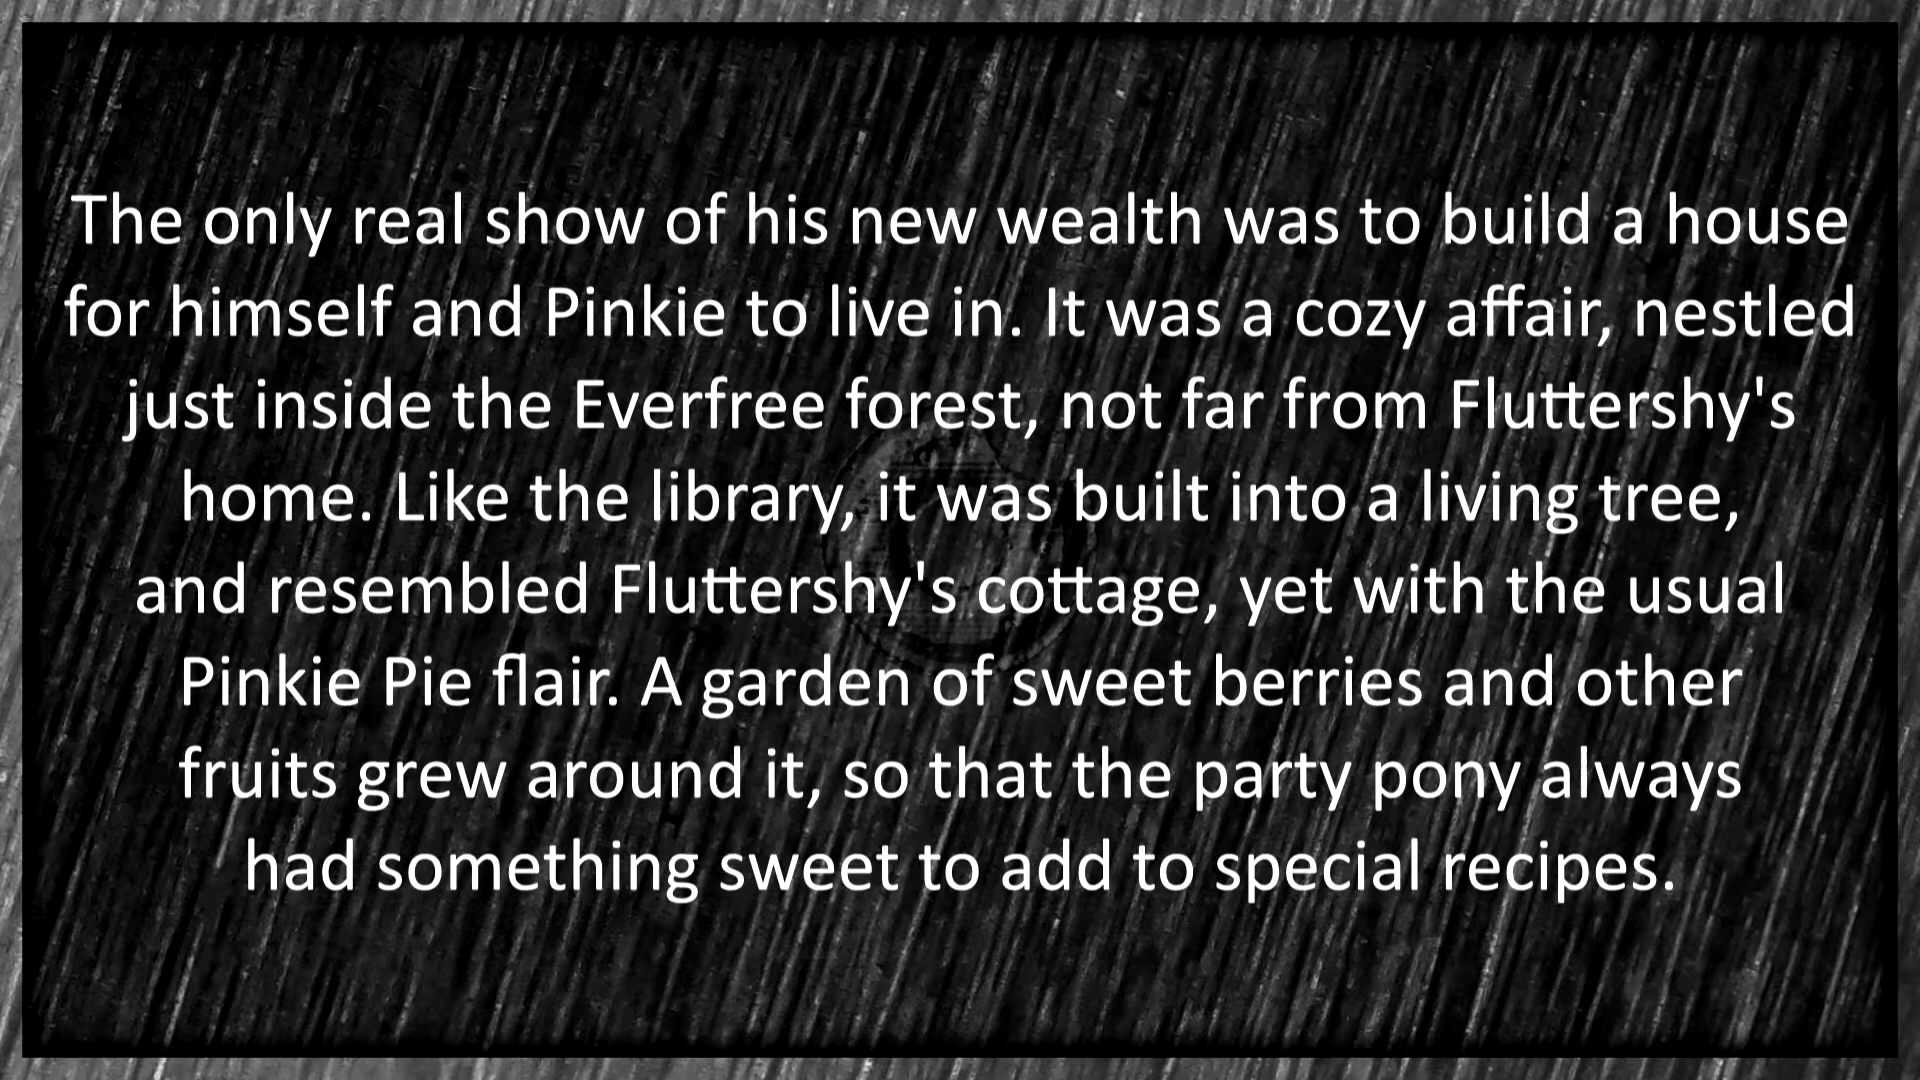 The only real show of his new wealth was to build a house
for himself and Pinkie to live in. It was a cozy affair, nestled
just inside the Everfree forest, not far from Fluttershy's
home. Like the library, it was built into a living tree,
and resembled Fluttershy's cottage, yet with the usual
Pinkie Pie flair. A garden of sweet berries and other
fruits grew around it, so that the party pony always
had something sweet to add to special recipes.